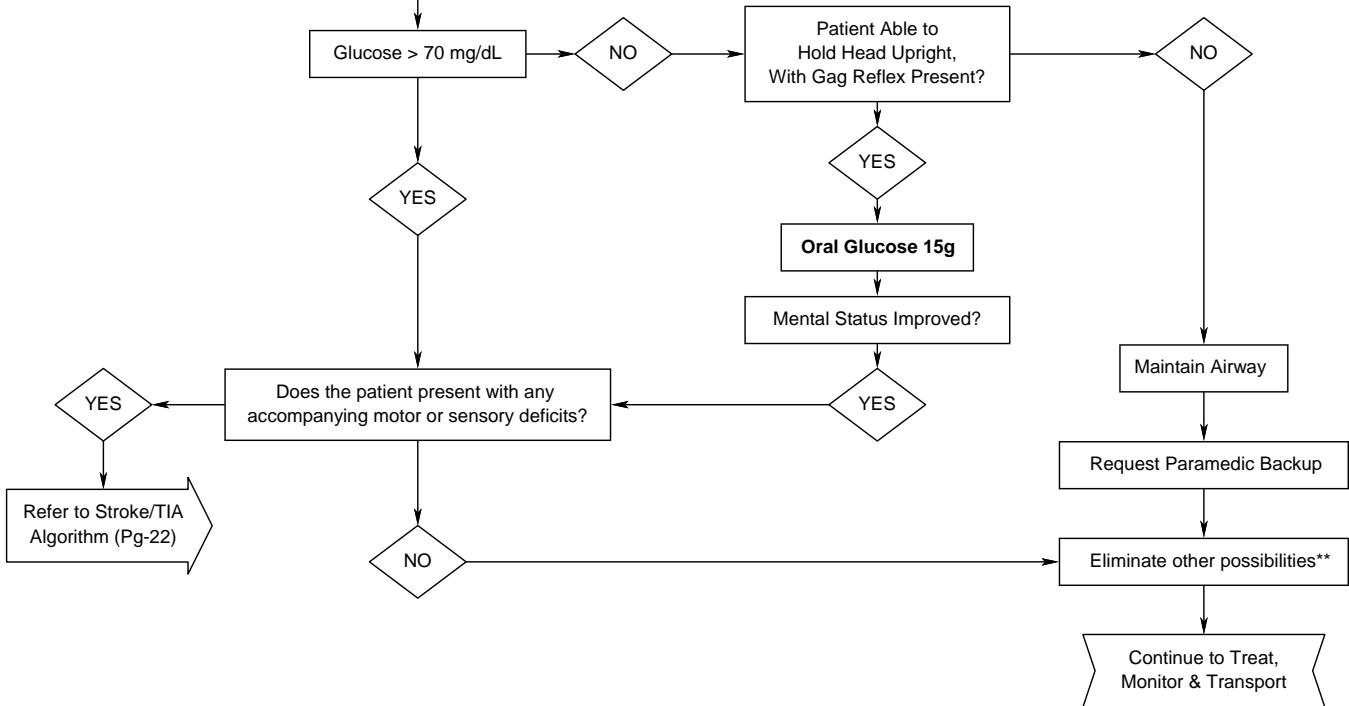 Glucose > 70 mg/dL
NO
Patient Able to
Hold Head Upright,
With Gag Reflex Present?
NO
YES
YES
Oral Glucose 15g
Mental Status Improved?
Maintain Airway
YES
Does the patient present with any
accompanying motor or sensory deficits?
YES
Request Paramedic Backup
Refer to Stroke/TIA
Algorithm (Pg-22)
NO
Eliminate other possibilities**
Continue to Treat,
Monitor & Transport